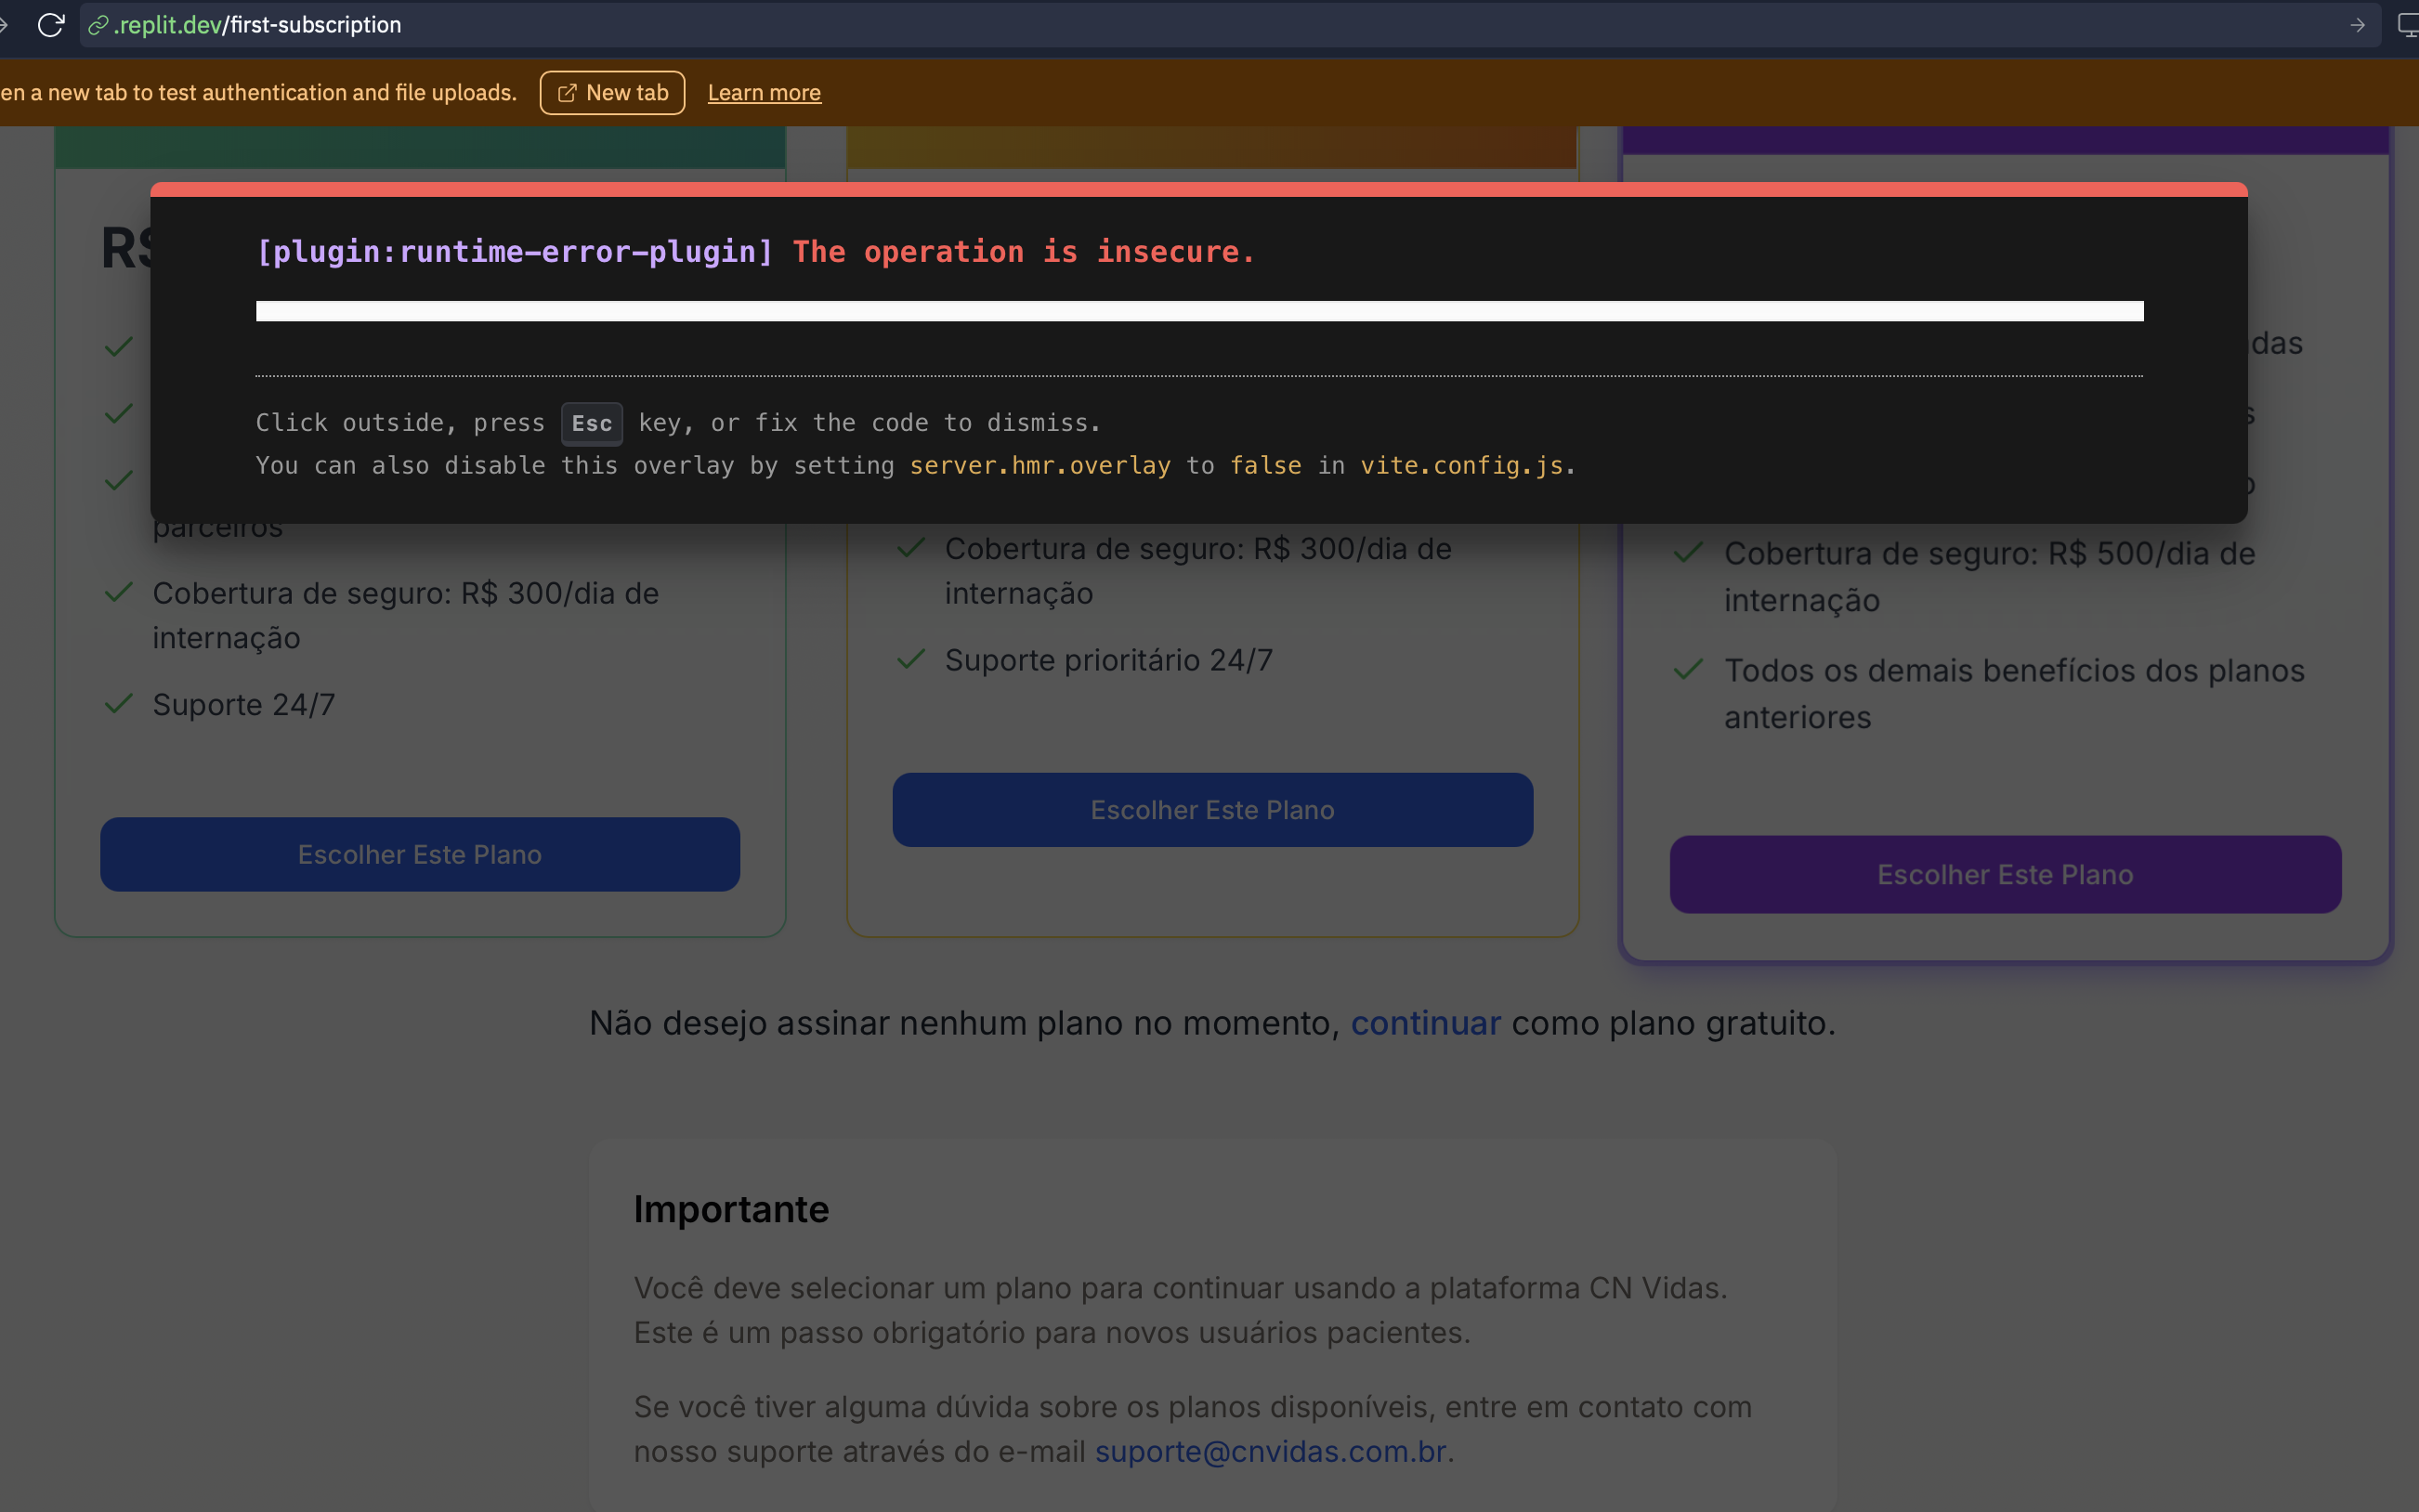 .replit.dev/first-subscription
en a new tab to test authentication and file uploads. New tab Learn more
[plugin:runtime-error-plugin] The operation is insecure.
Click outside, press Esc key, or fix the code to dismiss.
You can also disable this overlay by setting server.hmr.overlay to false in vite.config.js.
R$
parceiros
Cobertura de seguro: R$ 300/dia de
internação
Suporte 24/7
Escolher Este Plano
Cobertura de seguro: R$ 300/dia de
internação
Suporte prioritário 24/7
Escolher Este Plano
das
s
o
Cobertura de seguro: R$ 500/dia de
internação
Todos os demais benefícios dos planos
anteriores
Escolher Este Plano
Não desejo assinar nenhum plano no momento, continuar como plano gratuito.
Importante
Você deve selecionar um plano para continuar usando a plataforma CN Vidas.
Este é um passo obrigatório para novos usuários pacientes.
Se você tiver alguma dúvida sobre os planos disponíveis, entre em contato com
nosso suporte através do e-mail suporte@cnvidas.com.br.